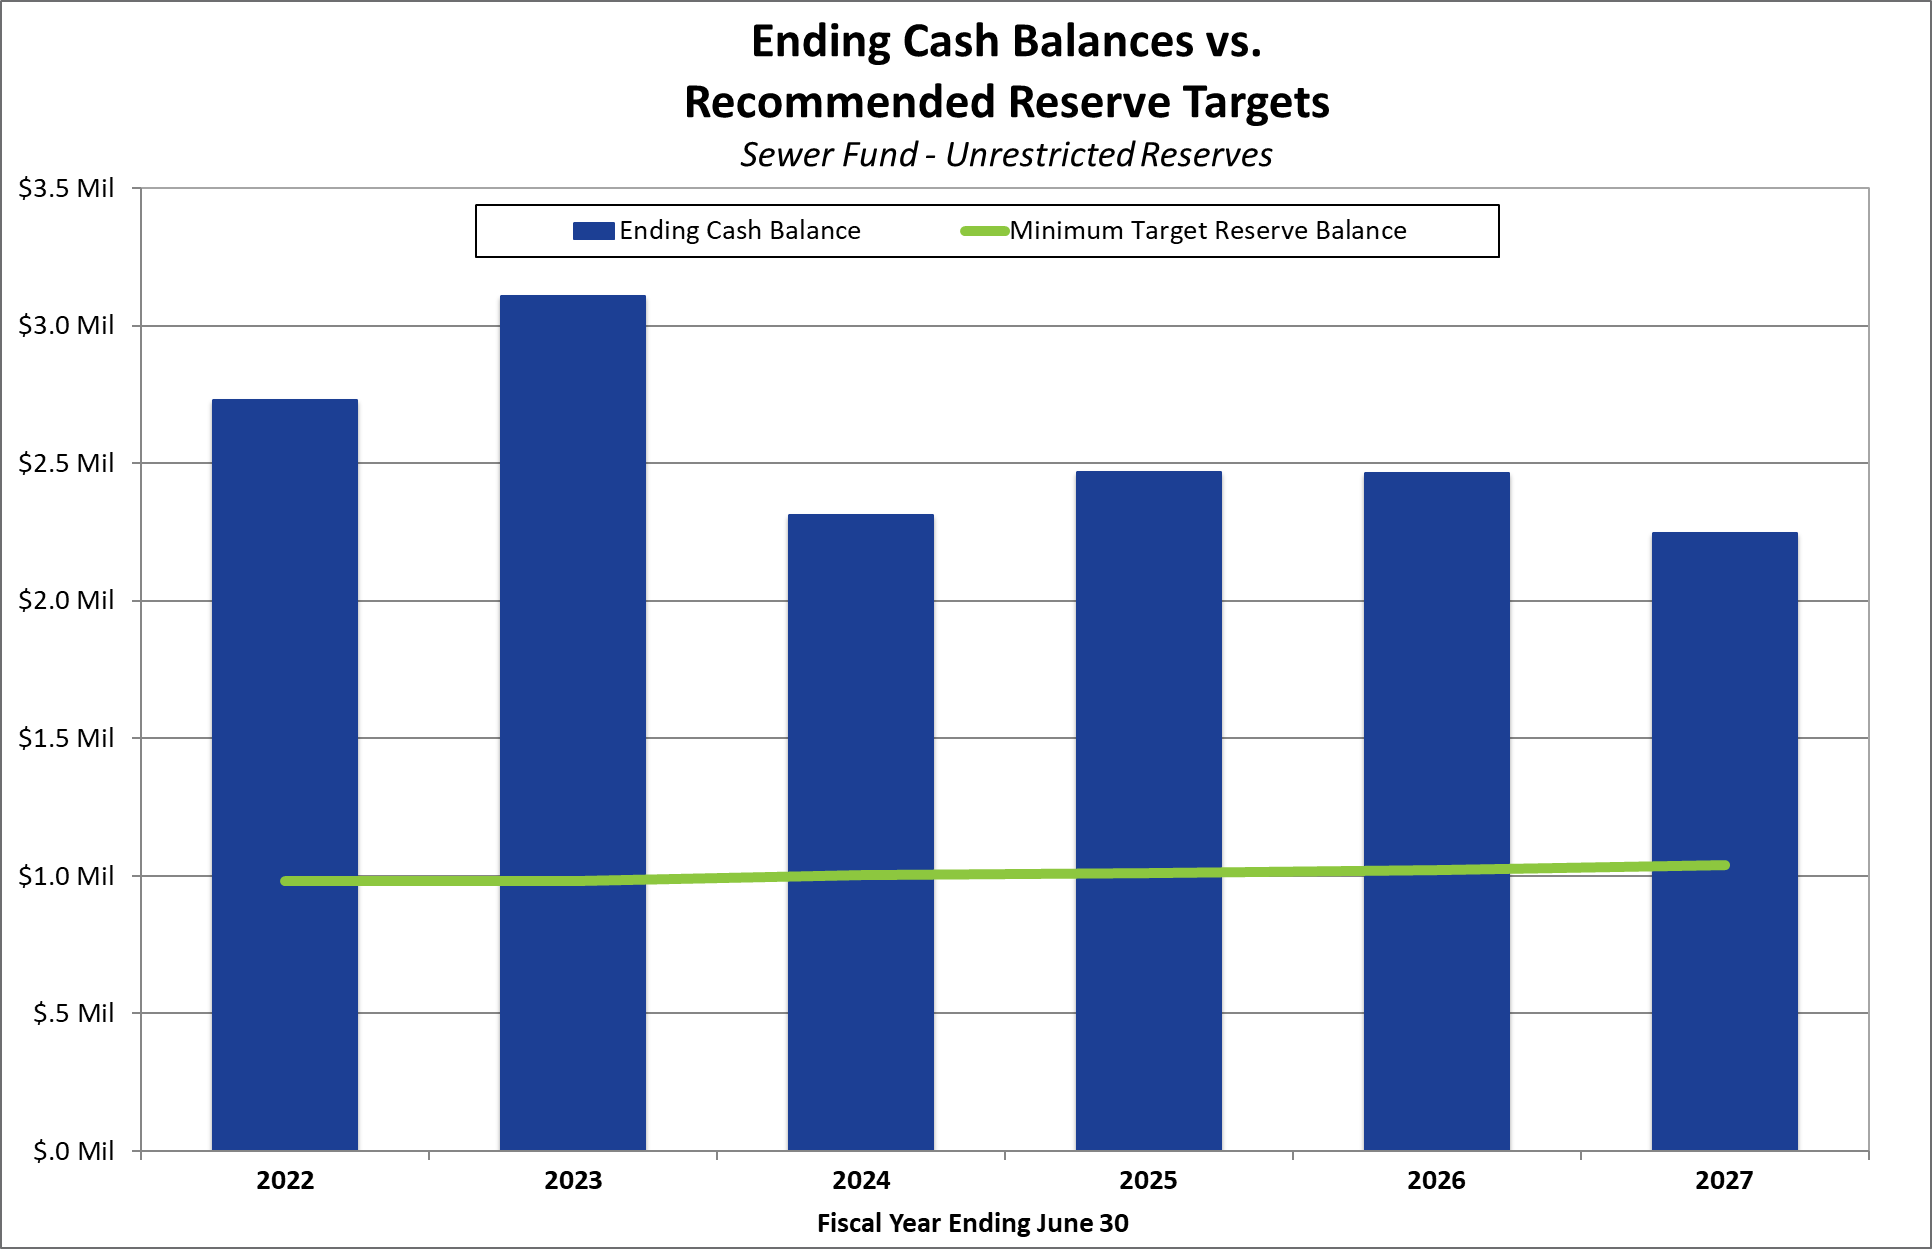 Ending Cash Balances vs.
Recommended Reserve Targets
Sewer Fund - Unrestricted Reserves
$3.5 Mil
Ending Cash Balance
Minimum Target Reserve Balance
$3.0 Mil
$2.5 Mil
$2.0 Mil
$1.5 Mil
$1.0 Mil
$.5 Mil
$.0 Mil
2022
2023
2024
2025
2026
2027
Fiscal Year Ending June 30